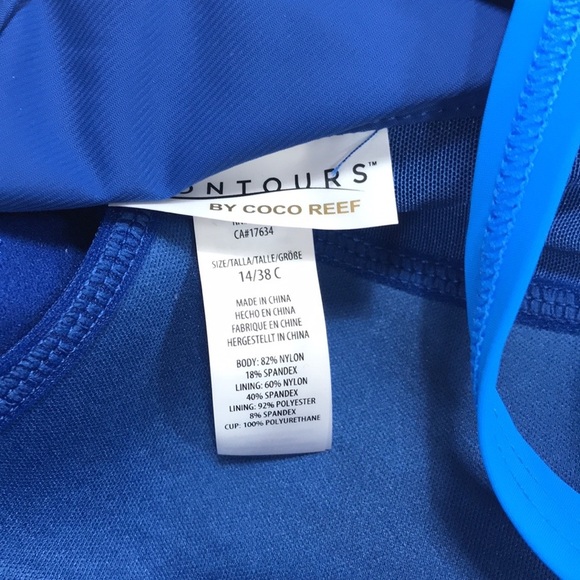 ONTOURS™
BY COCO REEF
CA#17634
SIZE/TALLA/TALLE/GRÖßE
14/38 C
MADE IN CHINA
HECHO EN CHINA
FABRIQUE EN CHINE
HERGESTELLT IN CHINA
BODY: 82% NYLON
18% SPANDEX
LINING: 60% NYLON
40% SPANDEX
LINING: 92% POLYESTER
8% SPANDEX
CUP: 100% POLYURETHANE